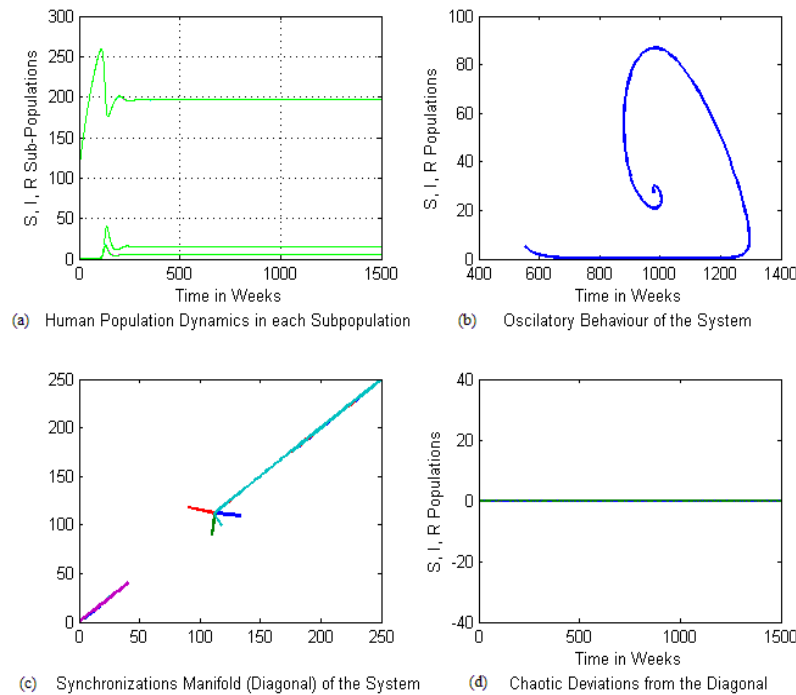 300
250
200
150
100
50
0
0 500 1000 1500
S, I, R Sub-Populations
Time in Weeks
(a) Human Population Dynamics in each Subpopulation
100
80
60
40
20
0
400 600 800 1000 1200 1400
S, I, R Populations
Time in Weeks
(b) Oscilatory Behaviour of the System
250
200
150
100
50
0
0 50 100 150 200 250
(c) Synchronizations Manifold (Diagonal) of the System
40
20
0
-20
-40
0 500 1000 1500
S, I, R Populations
Time in Weeks
(d) Chaotic Deviations from the Diagonal